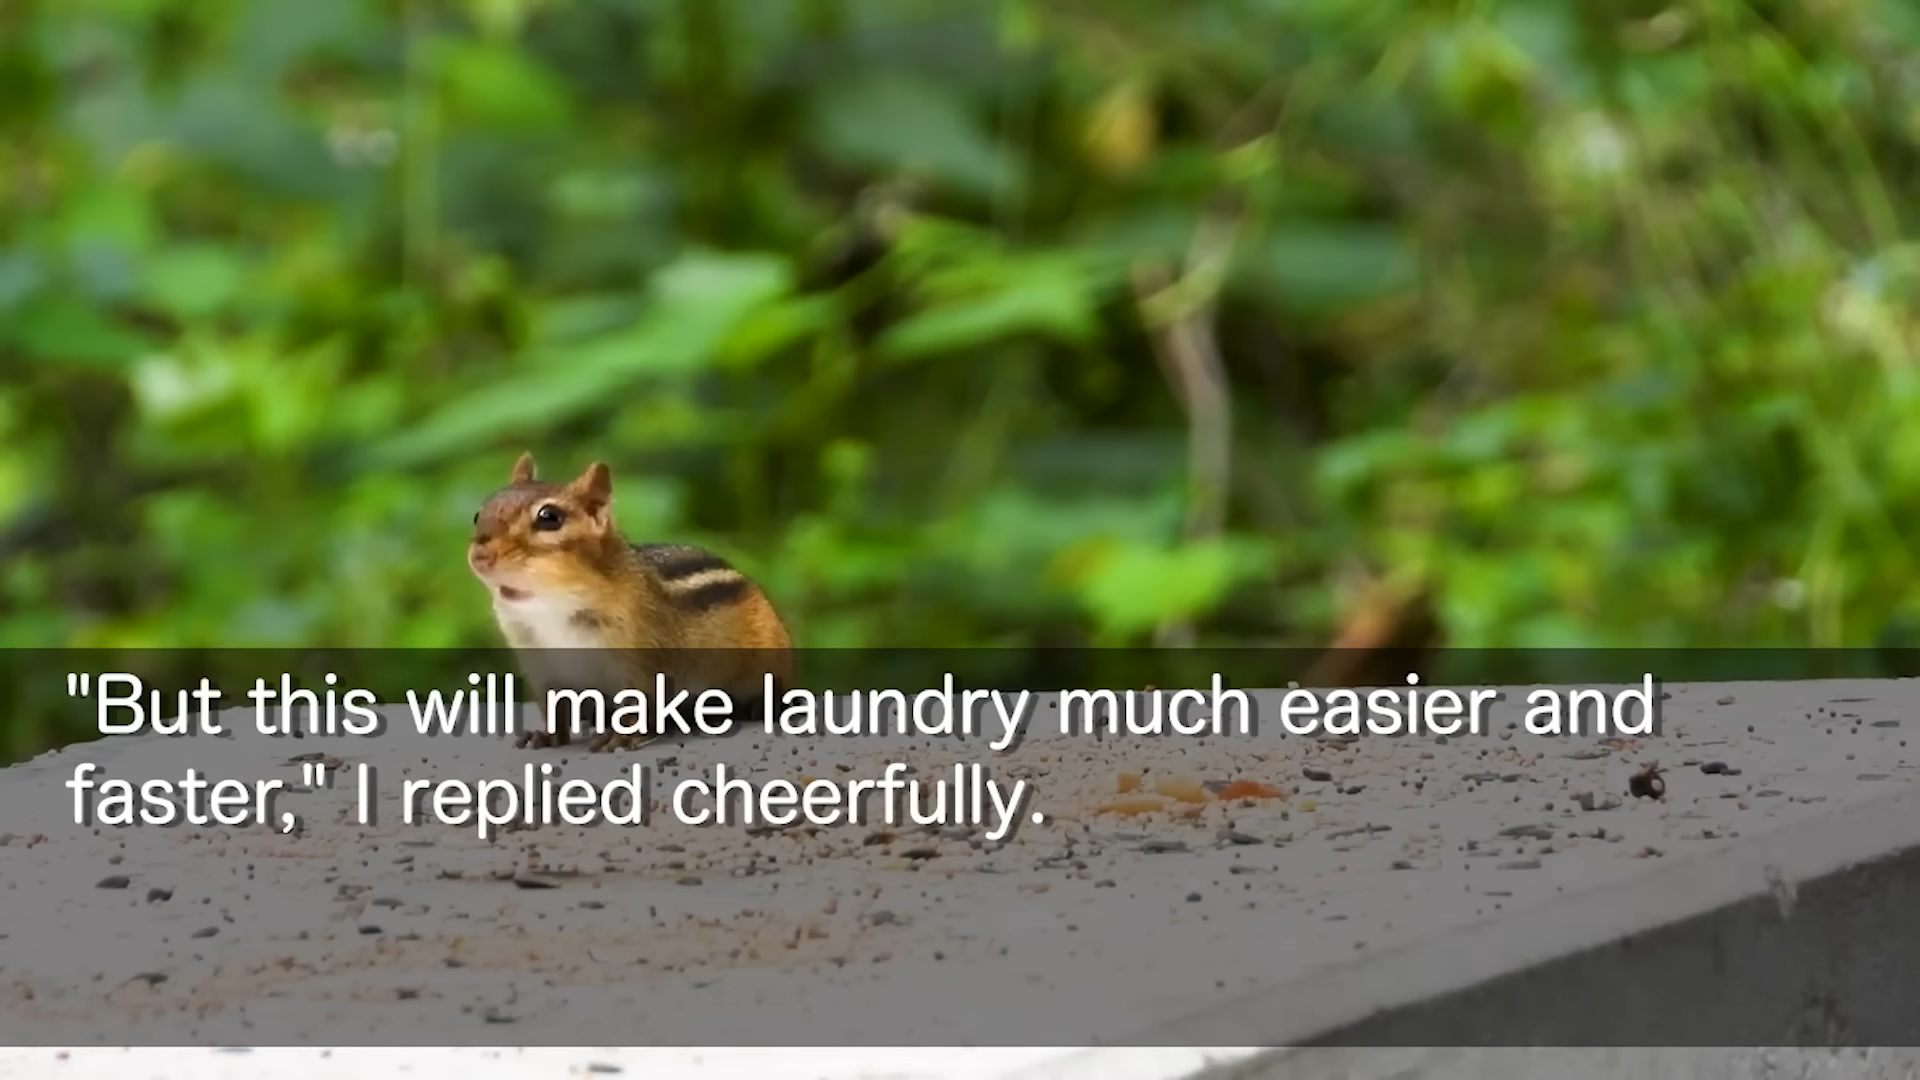 "But this will make laundry much easier and
faster," I replied cheerfully.